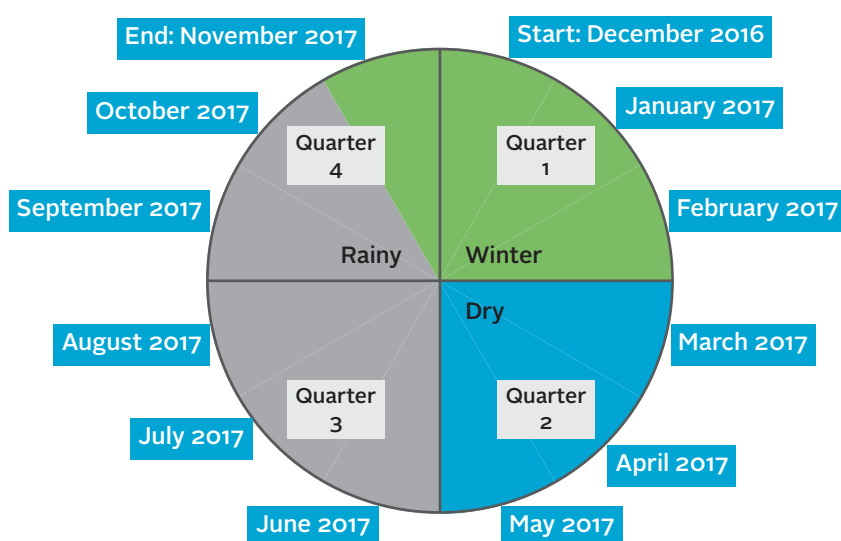 Start: December 2016
January 2017
February 2017
March 2017
April 2017
May 2017
June 2017
July 2017
August 2017
September 2017
October 2017
End: November 2017
Quarter
1
Winter
Dry
Quarter
2
Quarter
3
Quarter
4
Rainy